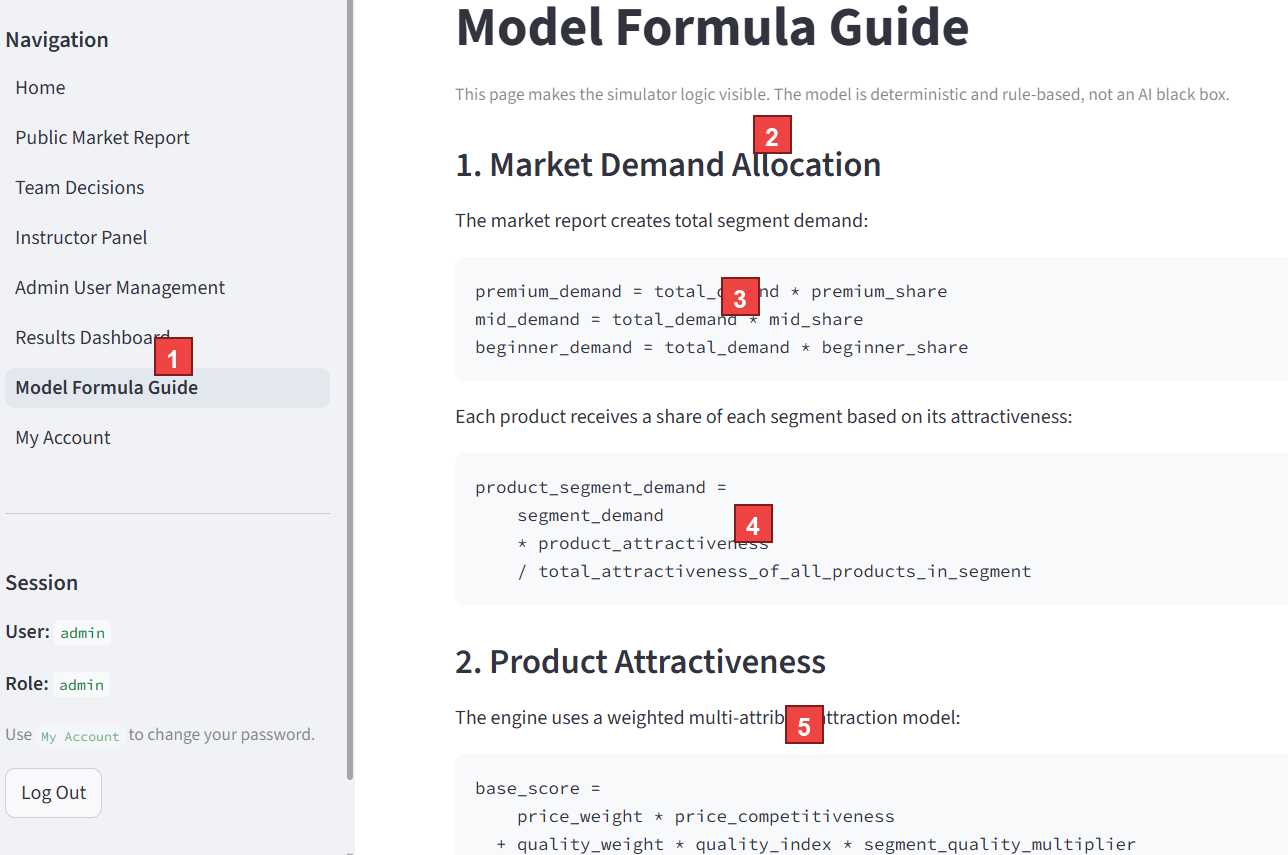 Navigation
Home
Public Market Report
Team Decisions
Instructor Panel
Admin User Management
Results Dashboard
1
Model Formula Guide
My Account
Session
User: admin
Role: admin
Use My Account to change your password.
Log Out
Model Formula Guide
This page makes the simulator logic visible. The model is deterministic and rule-based, not an AI black box.
2
1. Market Demand Allocation
The market report creates total segment demand:
premium_demand = total_demand * premium_share
3
mid_demand = total_demand * mid_share
beginner_demand = total_demand * beginner_share
Each product receives a share of each segment based on its attractiveness:
product_segment_demand =
segment_demand
4
* product_attractiveness
/ total_attractiveness_of_all_products_in_segment
2. Product Attractiveness
The engine uses a weighted multi-attribute attraction model:
5
base_score =
price_weight * price_competitiveness
+ quality_weight * quality_index * segment_quality_multiplier